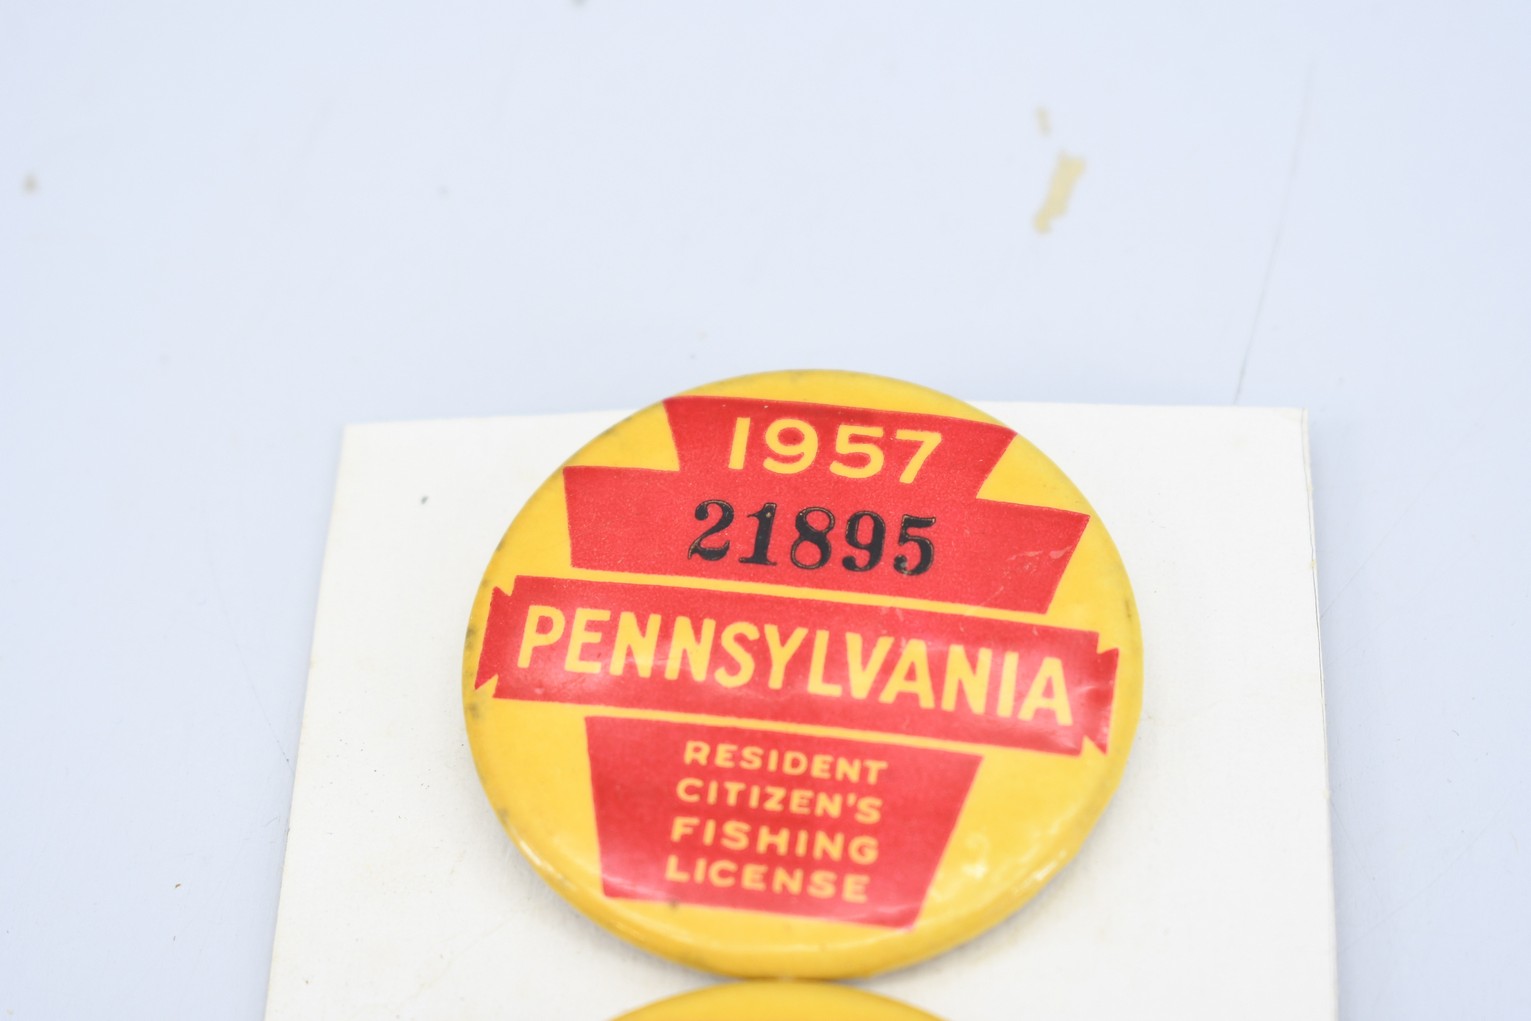 1957
21895
PENNSYLVANIA
RESIDENT
CITIZEN'S
FISHING
LICENSE